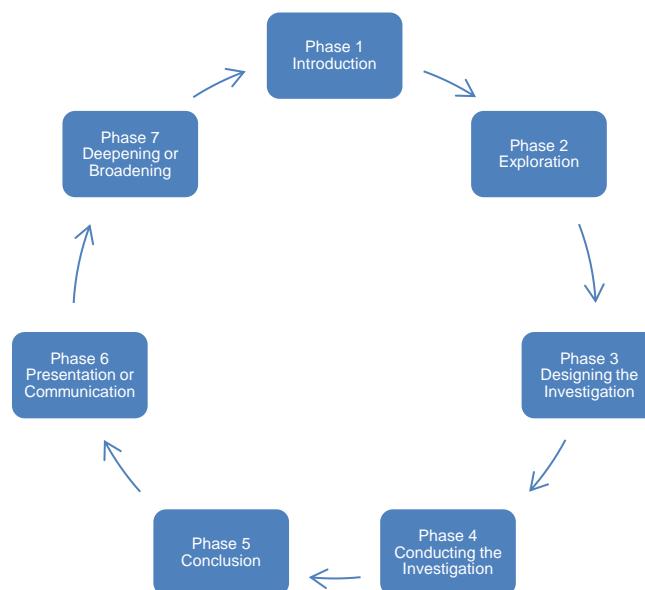 Phase 1
Introduction
Phase 2
Exploration
Phase 3
Designing the
Investigation
Phase 4
Conducting the
Investigation
Phase 5
Conclusion
Phase 6
Presentation or
Communication
Phase 7
Deepening or
Broadening